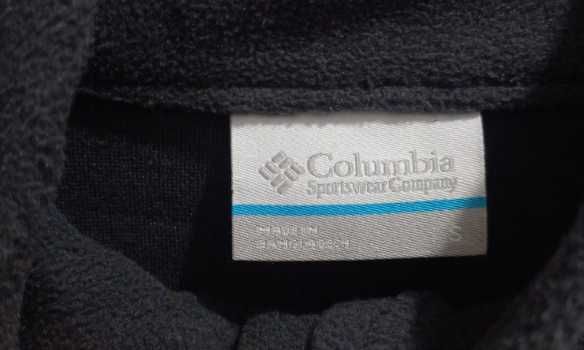 Columbia
Sportswear Company
MADE IN
BANGLADESH
S